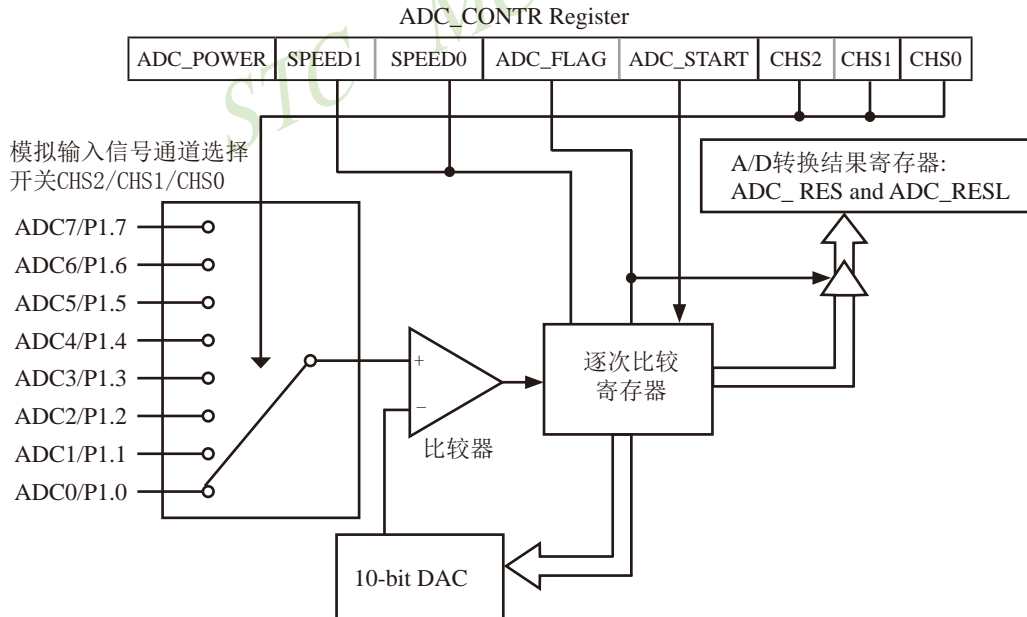 ADC_CONTR Register
ADC_POWER SPEED1 SPEED0 ADC_FLAG ADC_START CHS2 CHS1 CHS0
STC MC
模拟输入信号通道选择
开关CHS2/CHS1/CHS0
A/D转换结果寄存器:
ADC_ RES and ADC_RESL
ADC7/P1.7
ADC6/P1.6
ADC5/P1.5
ADC4/P1.4
ADC3/P1.3
ADC2/P1.2
ADC1/P1.1
ADC0/P1.0
+
−
比较器
逐次比较
寄存器
10-bit DAC